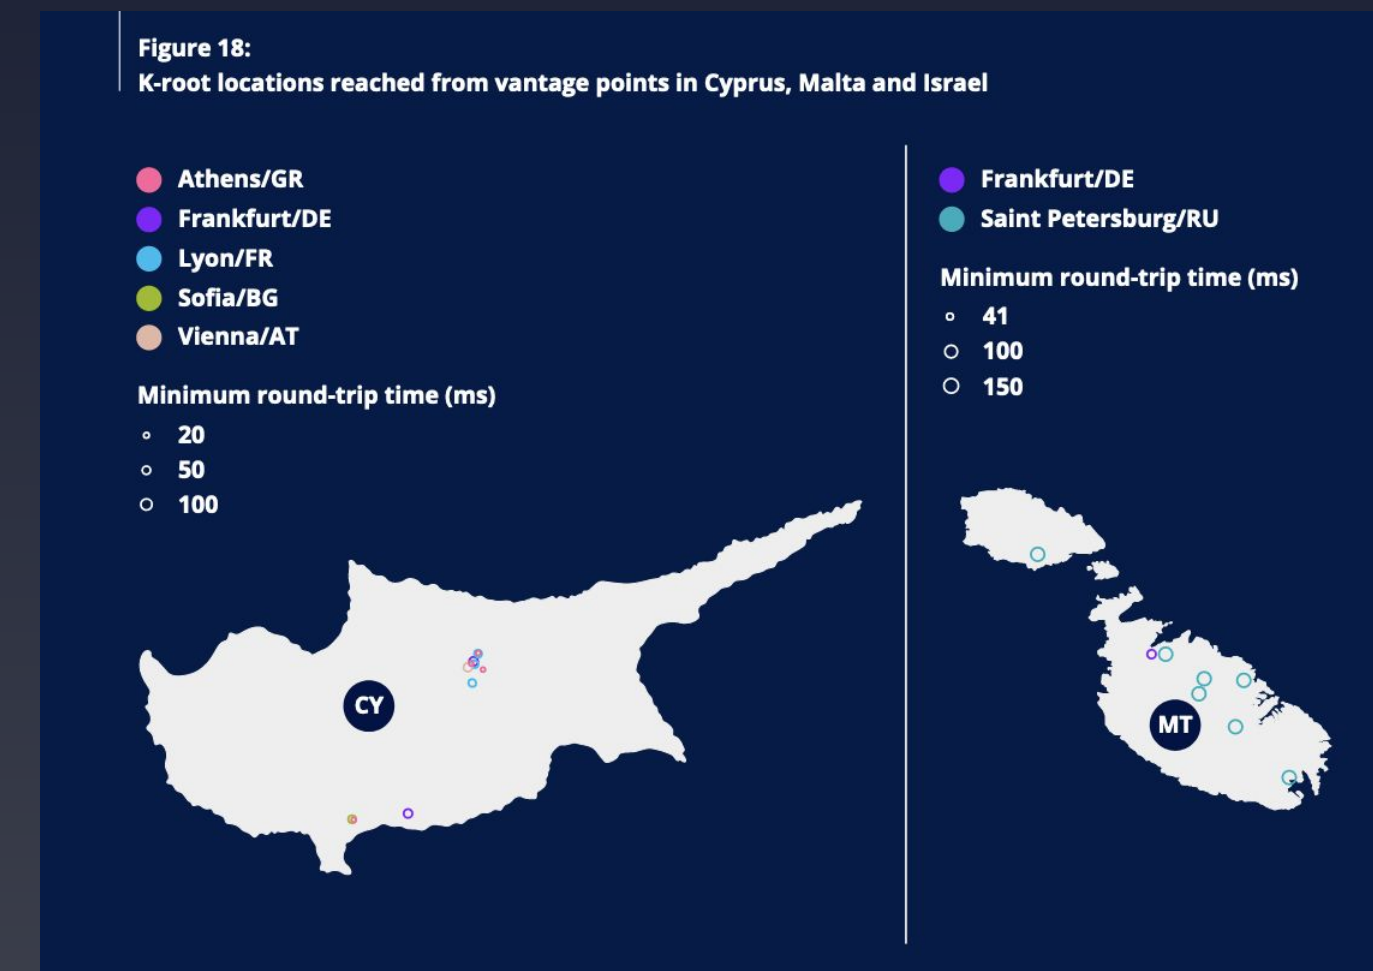 Figure 18:
K-root locations reached from vantage points in Cyprus, Malta and Israel
Athens/GR
Frankfurt/DE
Lyon/FR
Sofia/BG
Vienna/AT
Minimum round-trip time (ms)
20
50
100
CY
Frankfurt/DE
Saint Petersburg/RU
Minimum round-trip time (ms)
41
100
150
MT